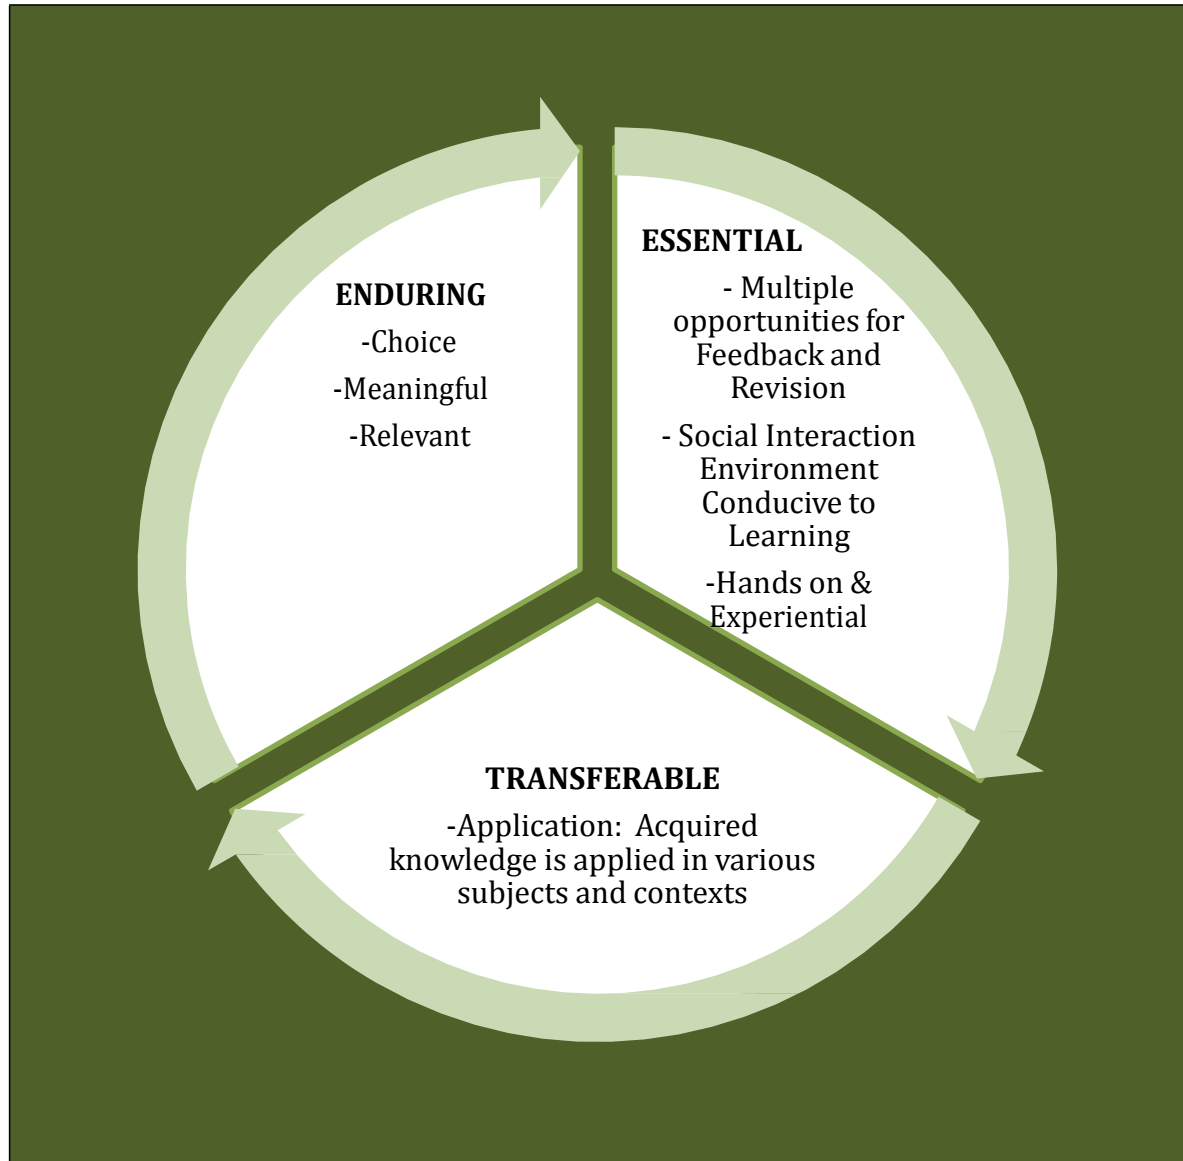 ENDURING
-Choice
-Meaningful
-Relevant
ESSENTIAL
- Multiple
opportunities for
Feedback and
Revision
- Social Interaction
Environment
Conducive to
Learning
-Hands on &
Experiential
TRANSFERABLE
-Application:  Acquired
knowledge is applied in various
subjects and contexts